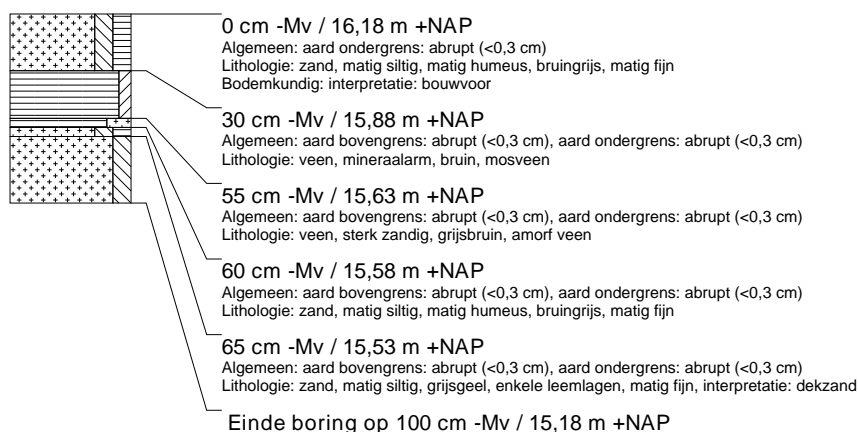 0 cm -Mv / 16,18 m +NAP
Algemeen: aard ondergrens: abrupt (<0,3 cm)
Lithologie: zand, matig siltig, matig humeus, bruingrijs, matig fijn
Bodemkundig: interpretatie: bouwvoor
30 cm -Mv / 15,88 m +NAP
Algemeen: aard bovengrens: abrupt (<0,3 cm), aard ondergrens: abrupt (<0,3 cm)
Lithologie: veen, mineraalarm, bruin, mosveen
55 cm -Mv / 15,63 m +NAP
Algemeen: aard bovengrens: abrupt (<0,3 cm), aard ondergrens: abrupt (<0,3 cm)
Lithologie: veen, sterk zandig, grijsbruin, amorf veen
60 cm -Mv / 15,58 m +NAP
Algemeen: aard bovengrens: abrupt (<0,3 cm), aard ondergrens: abrupt (<0,3 cm)
Lithologie: zand, matig siltig, matig humeus, bruingrijs, matig fijn
65 cm -Mv / 15,53 m +NAP
Algemeen: aard bovengrens: abrupt (<0,3 cm), aard ondergrens: abrupt (<0,3 cm)
Lithologie: zand, matig siltig, grijsgeel, enkele leemlagen, matig fijn, interpretatie: dekzand
Einde boring op 100 cm -Mv / 15,18 m +NAP